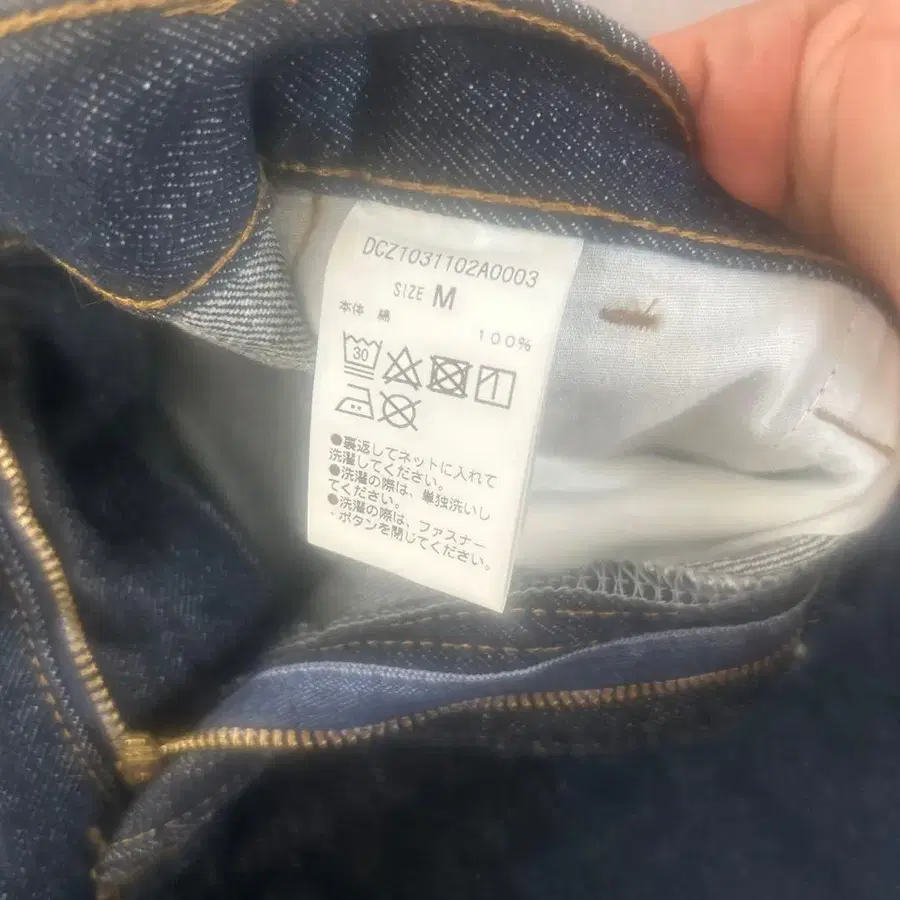 DCZ1031102A0003
SIZE M
本体 綿 100%
30
●裏返してネットに入れて
洗濯してください。
●洗濯の際は、単独洗いし
てください。
●洗濯の際は、ファスナー
・ボタンを閉じてください。